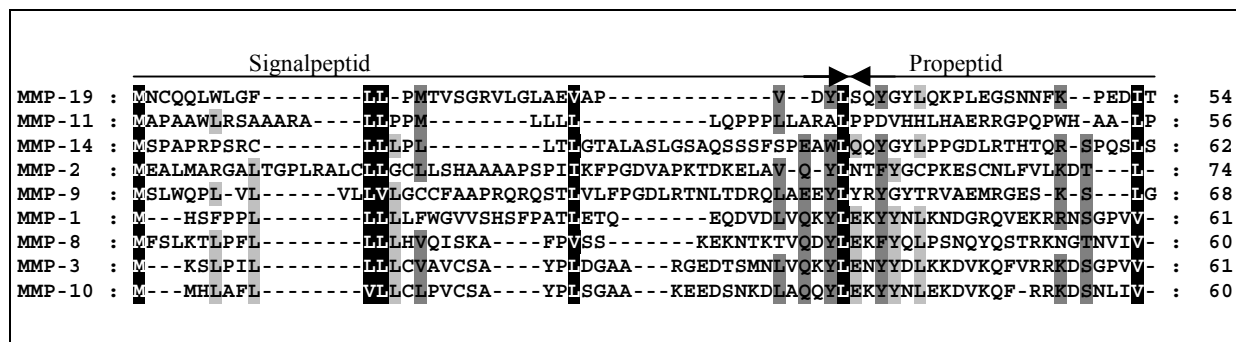 Signalpeptid Propeptid
MMP-19 : MNCQQLWLGF--------LL-PMTVSGRVLGLAEVAP-------------V--DYLSQYGYLQKPLEGSNNFK--PEDIT : 54
MMP-11 : MAPAAWLRSAAARA----LLPPM--------LLLL----------LQPPPLLARALPPDVHHLHAERRGPQPWH-AA-LP : 56
MMP-14 : MSPAPRPSRC--------LLLPL---------LTLGTALASLGSAQSSSFSPEAWLQQYGYLPPGDLRTHTQR-SPQSLS : 62
MMP-2 : MEALMARGALTGPLRALCLLGCLLSHAAAAPSPIIKFPGDVAPKTDKELAV-Q-YLNTFYGCPKESCNLFVLKDT---L- : 74
MMP-9 : MSLWQPL-VL------VLLVLGCCFAAPRQRQSTLVLFPGDLRTNLTDRQLAEEYLYRYGYTRVAEMRGES-K-S---LG : 68
MMP-1 : M---HSFPPL--------LLLLFWGVVSHSFPATLETQ-------EQDVDLVQKYLEKYYNLKNDGRQVEKRRNSGPVV- : 61
MMP-8 : MFSLKTLPFL--------LLLHVQISKA----FPVSS-------KEKNTKTVQDYLEKFYQLPSNQYQSTRKNGTNVIV- : 60
MMP-3 : M---KSLPIL--------LLLCVAVCSA----YPLDGAA---RGEDTSMNLVQKYLENYYDLKKDVKQFVRRKDSGPVV- : 61
MMP-10 : M---MHLAFL--------VLLCLPVCSA----YPLSGAA---KEEDSNKDLAQQYLEKYYNLEKDVKQF-RRKDSNLIV- : 60